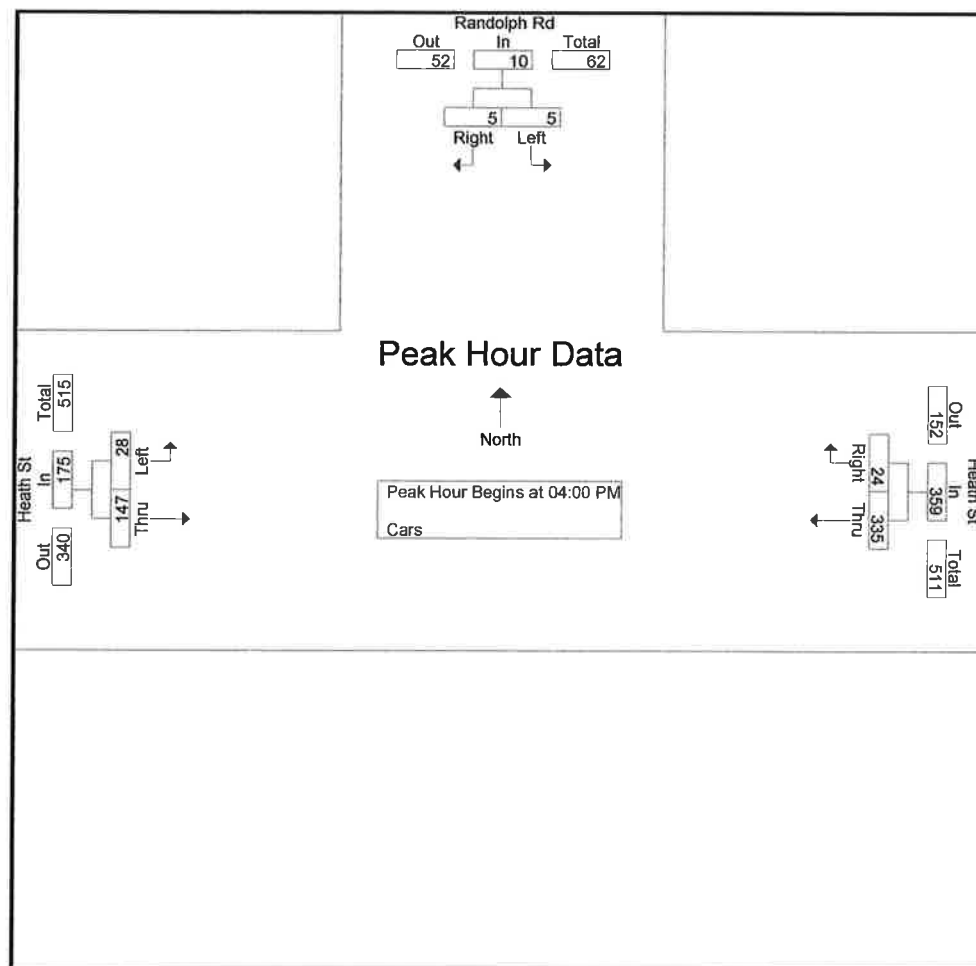 Randolph Rd
Out In Total
52 10 62
5 5
Right Left
Peak Hour Data
North
Peak Hour Begins at 04:00 PM
Cars
Heath St
Total In Out
515 175 340
28 147
Left Thru
Heath St
Out In Total
152 359 511
24 335
Right Thru